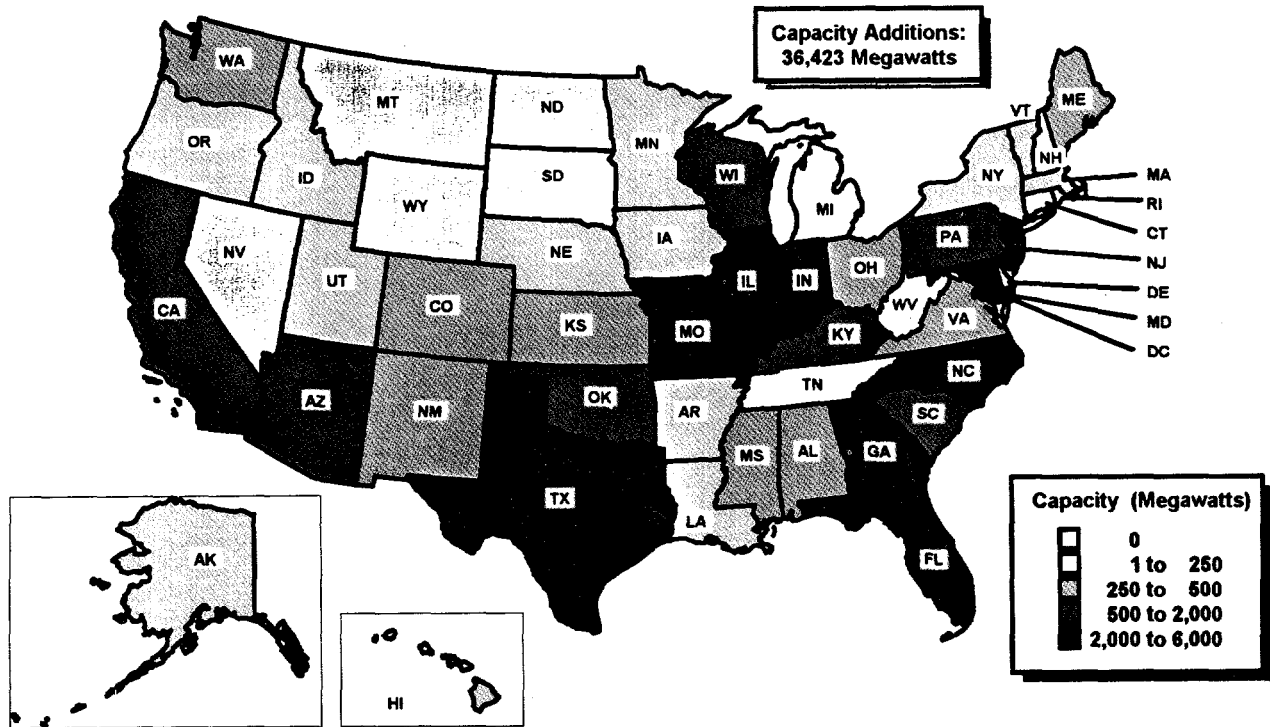 Capacity Additions:
36,423 Megawatts
WA
MT
ND
MN
OR
ID
WY
SD
WI
MI
VT
ME
NH
NY
MA
RI
CT
NJ
DE
MD
DC
NV
UT
CO
NE
IA
IL
IN
OH
PA
WV
VA
CA
AZ
NM
KS
MO
KY
OK
AR
TN
NC
SC
MS
AL
GA
TX
LA
FL
AK
HI
Capacity (Megawatts)
0
1 to 250
250 to 500
500 to 2,000
2,000 to 6,000